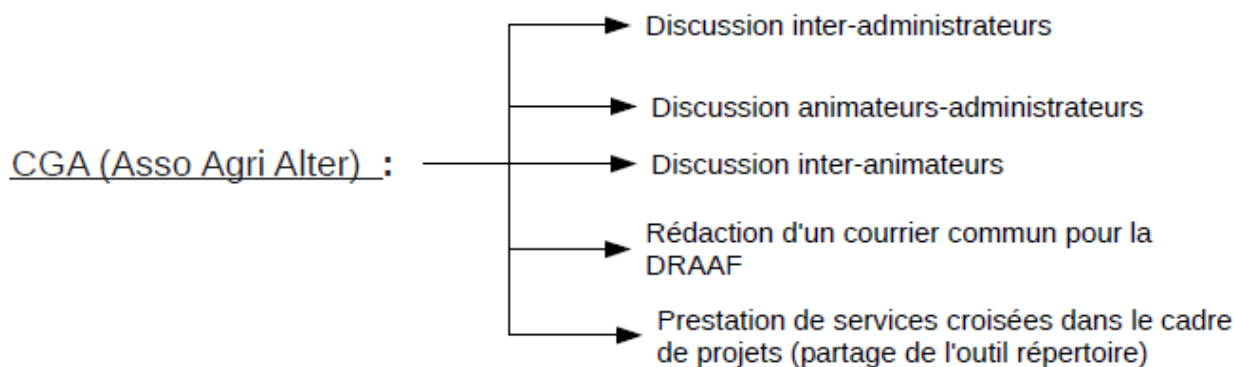 Discussion inter-administrateurs
Discussion animateurs-administrateurs
CGA (Asso Agri Alter) :
Discussion inter-animateurs
Rédaction d'un courrier commun pour la
DRAAF
Prestation de services croisées dans le cadre
de projets (partage de l'outil répertoire)